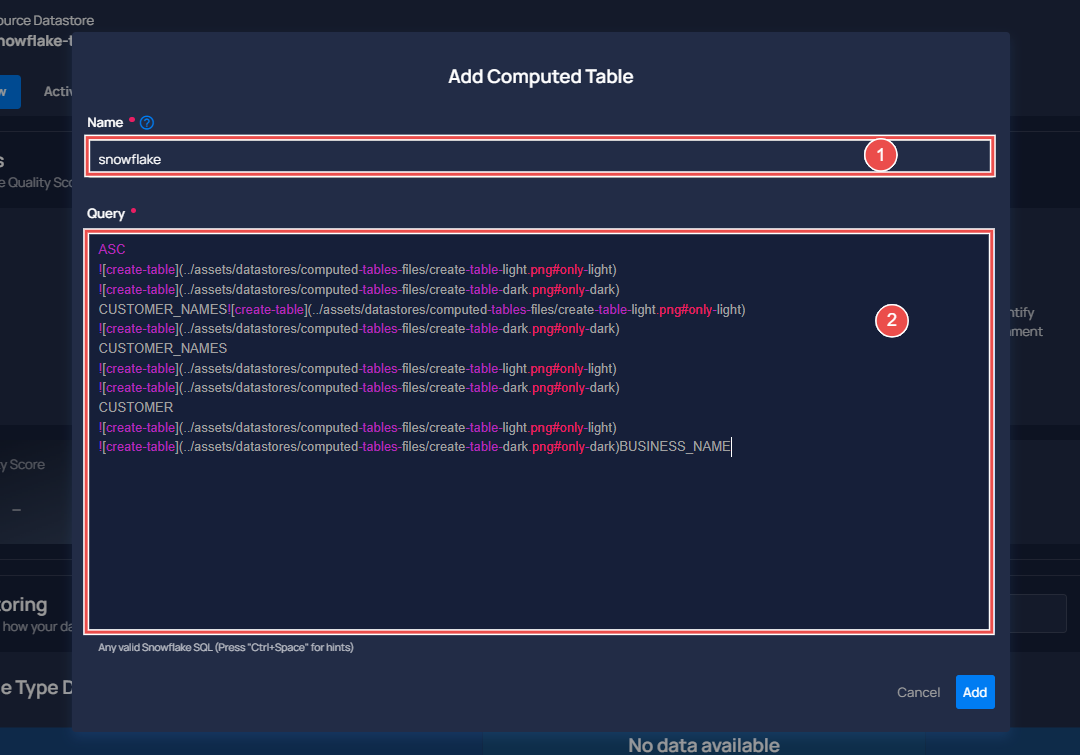 ource Datastore
nowflake-t
w
Activ
s
e Quality Sco
Add Computed Table
Name * ?
snowflake
1
Query *
ASC
![create-table](../assets/datastores/computed-tables-files/create-table-light.png#only-light)
![create-table](../assets/datastores/computed-tables-files/create-table-dark.png#only-dark)
CUSTOMER_NAMES![create-table](../assets/datastores/computed-tables-files/create-table-light.png#only-light)
![create-table](../assets/datastores/computed-tables-files/create-table-dark.png#only-dark)
CUSTOMER_NAMES
![create-table](../assets/datastores/computed-tables-files/create-table-light.png#only-light)
![create-table](../assets/datastores/computed-tables-files/create-table-dark.png#only-dark)
CUSTOMER
![create-table](../assets/datastores/computed-tables-files/create-table-light.png#only-light)
![create-table](../assets/datastores/computed-tables-files/create-table-dark.png#only-dark)BUSINESS_NAME
2
ntify
nment
y Score
–
Any valid Snowflake SQL (Press "Ctrl+Space" for hints)
Cancel
Add
toring
how your da
e Type D
No data available